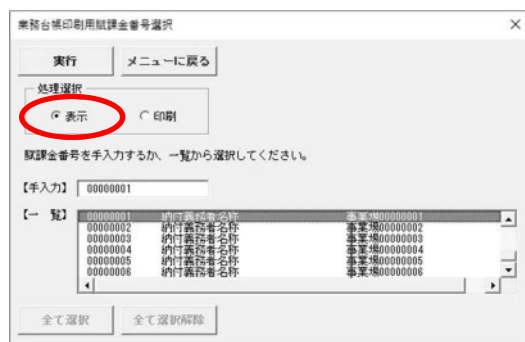 業務台帳印刷用賦課金番号選択
実行 メニューに戻る
処理選択
表示 印刷
賦課金番号を手入力するか、一覧から選択してください。
【手入力】 00000001
【一 覧】 00000001 納付義務者名称 事業場00000001
00000002 納付義務者名称 事業場00000002
00000003 納付義務者名称 事業場00000003
00000004 納付義務者名称 事業場00000004
00000005 納付義務者名称 事業場00000005
00000006 納付義務者名称 事業場00000006
全て選択 全て選択解除